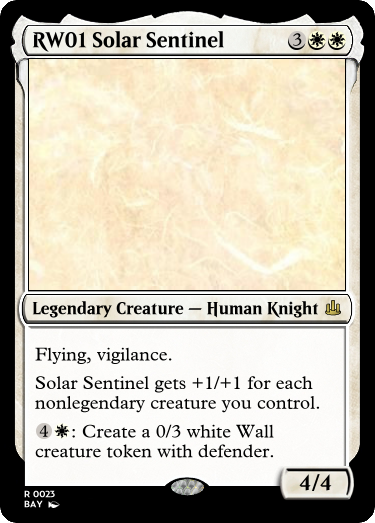 RW01 Solar Sentinel 3
Legendary Creature — Human Knight
Flying, vigilance.
Solar Sentinel gets +1/+1 for each
nonlegendary creature you control.
4: Create a 0/3 white Wall
creature token with defender.
4/4
R 0023
BAY